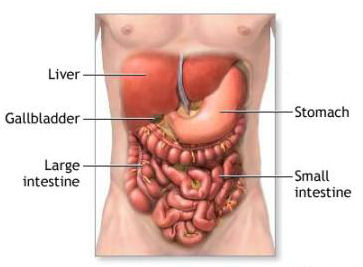 Liver
Gallbladder
Large
intestine
Stomach
Small
intestine